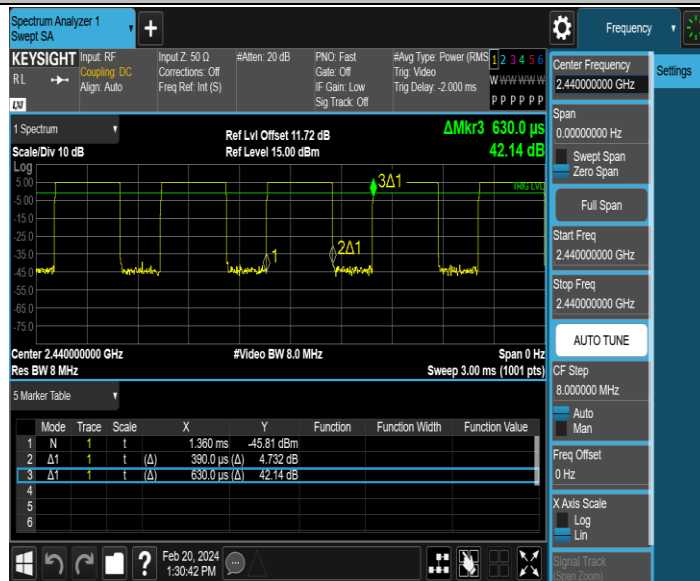 Spectrum Analyzer 1
Swept SA
+
Frequency
KEYSIGHT
RL
LXI
Input: RF
Coupling: DC
Align: Auto
Input Z: 50 Ω
Corrections: Off
Freq Ref: Int (S)
#Atten: 20 dB
PNO: Fast
Gate: Off
IF Gain: Low
Sig Track: Off
#Avg Type: Power (RMS
Trig: Video
Trig Delay: -2.000 ms
1 2 3 4 5 6
W W W W W W
P P P P P P
1 Spectrum
Scale/Div 10 dB
Ref Lvl Offset 11.72 dB
Ref Level 15.00 dBm
ΔMkr3 630.0 µs
42.14 dB
Log
5.00
-5.00
-15.0
-25.0
-35.0
-45.0
-55.0
-65.0
-75.0
3Δ1
TRIG LVL
1
2Δ1
Center 2.440000000 GHz
#Video BW 8.0 MHz
Span 0 Hz
Res BW 8 MHz
Sweep 3.00 ms (1001 pts)
5 Marker Table
Mode Trace Scale X Y Function Function Width Function Value
1 N 1 t 1.360 ms -45.81 dBm
2 Δ1 1 t (Δ) 390.0 µs (Δ) 4.732 dB
3 Δ1 1 t (Δ) 630.0 µs (Δ) 42.14 dB
4
5
6
?
Feb 20, 2024
1:30:42 PM
Center Frequency
2.440000000 GHz
Settings
Span
0.00000000 Hz
Swept Span
Zero Span
Full Span
Start Freq
2.440000000 GHz
Stop Freq
2.440000000 GHz
AUTO TUNE
CF Step
8.000000 MHz
Auto
Man
Freq Offset
0 Hz
X Axis Scale
Log
Lin
Signal Track
(Span Zoom)